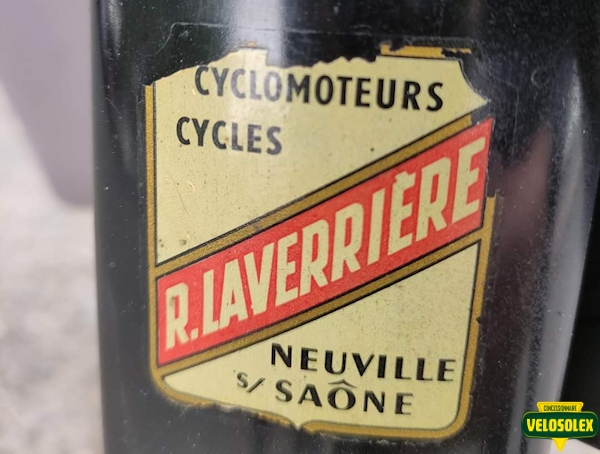 CYCLOMOTEURS
CYCLES
R. LAVERRIÈRE
NEUVILLE
S/ SAÔNE
CONCESSIONNAIRE
VELOSOLEX